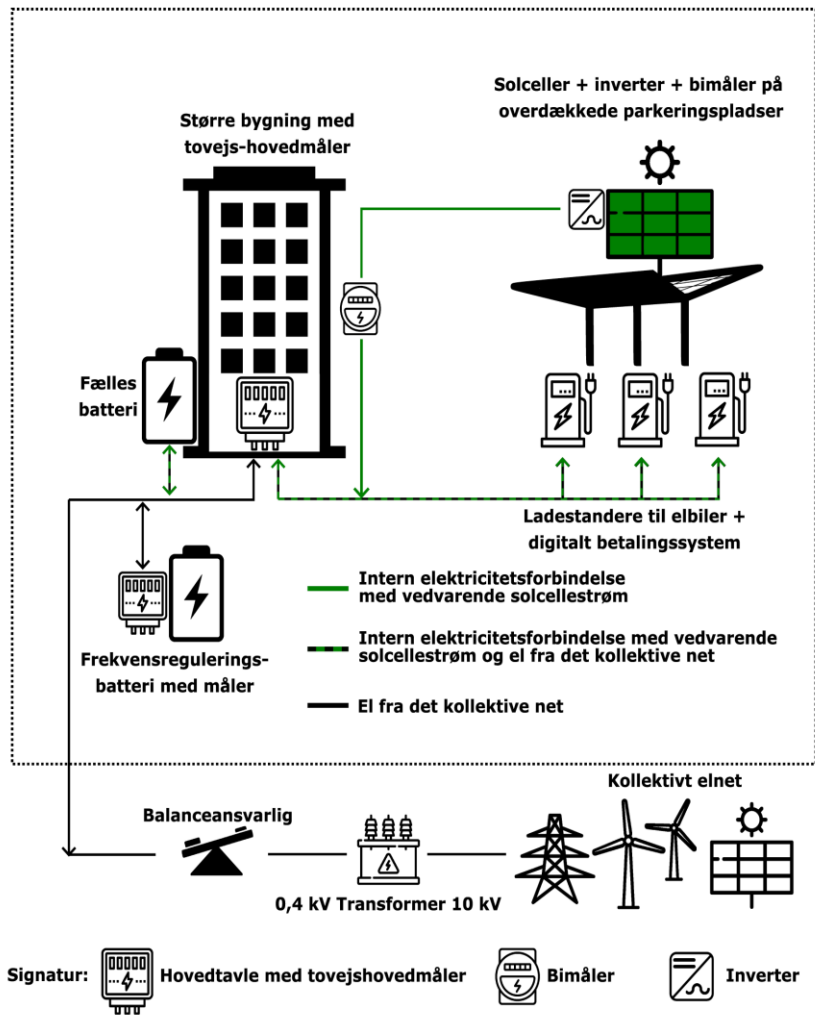 Solceller + inverter + bimåler på
overdækkede parkeringspladser
Større bygning med
tovejs-hovedmåler
Fælles
batteri
Ladestandere til elbiler +
digitalt betalingssystem
Intern elektricitetsforbindelse
med vedvarende solcellestrøm
Intern elektricitetsforbindelse med vedvarende
solcellestrøm og el fra det kollektive net
Frekvensregulerings-
batteri med måler
El fra det kollektive net
Kollektivt elnet
Balanceansvarlig
0,4 kV Transformer 10 kV
Signatur:
Hovedtavle med tovejshovedmåler
Bimåler
Inverter